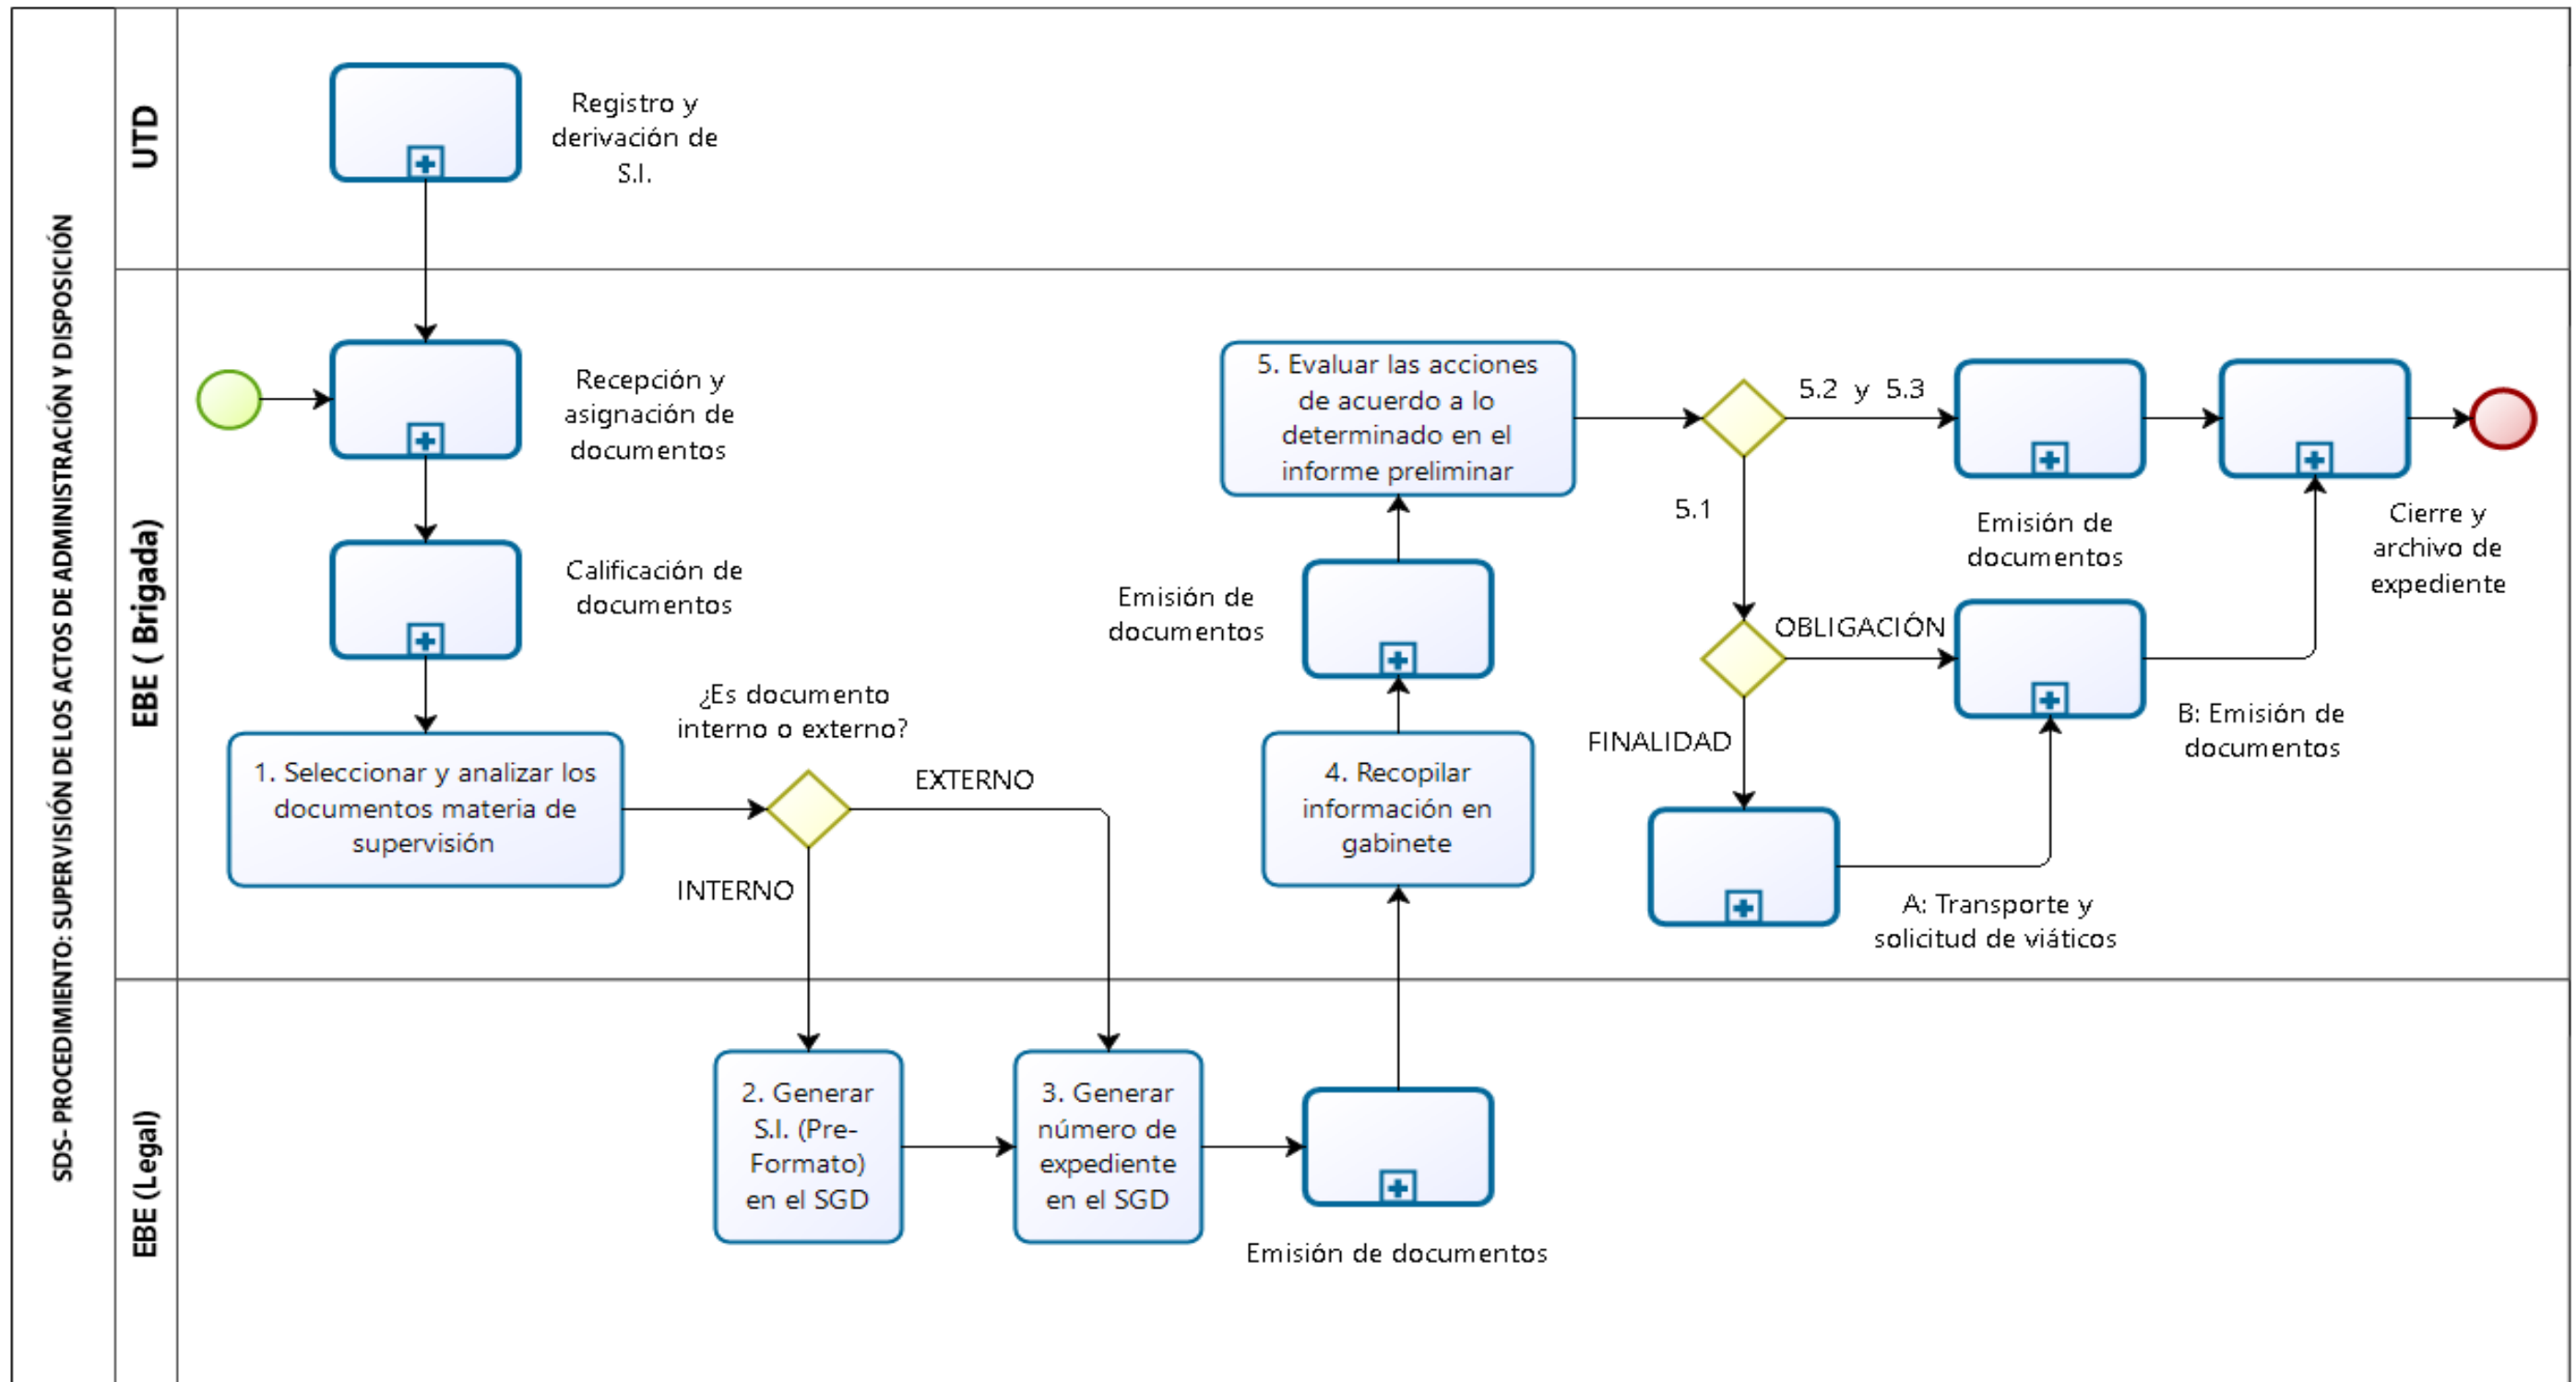 SDS- PROCEDIMIENTO: SUPERVISIÓN DE LOS ACTOS DE ADMINISTRACIÓN Y DISPOSICIÓN
UTD
Registro y
derivación de
S.I.
EBE ( Brigada)
Recepción y
asignación de
documentos
Calificación de
documentos
1. Seleccionar y analizar los
documentos materia de
supervisión
¿Es documento
interno o externo?
EXTERNO
INTERNO
5. Evaluar las acciones
de acuerdo a lo
determinado en el
informe preliminar
Emisión de
documentos
4. Recopilar
información en
gabinete
5.2 y 5.3
5.1
Emisión de
documentos
Cierre y
archivo de
expediente
OBLIGACIÓN
FINALIDAD
B: Emisión de
documentos
A: Transporte y
solicitud de viáticos
EBE (Legal)
2. Generar
S.I. (Pre-
Formato)
en el SGD
3. Generar
número de
expediente
en el SGD
Emisión de documentos